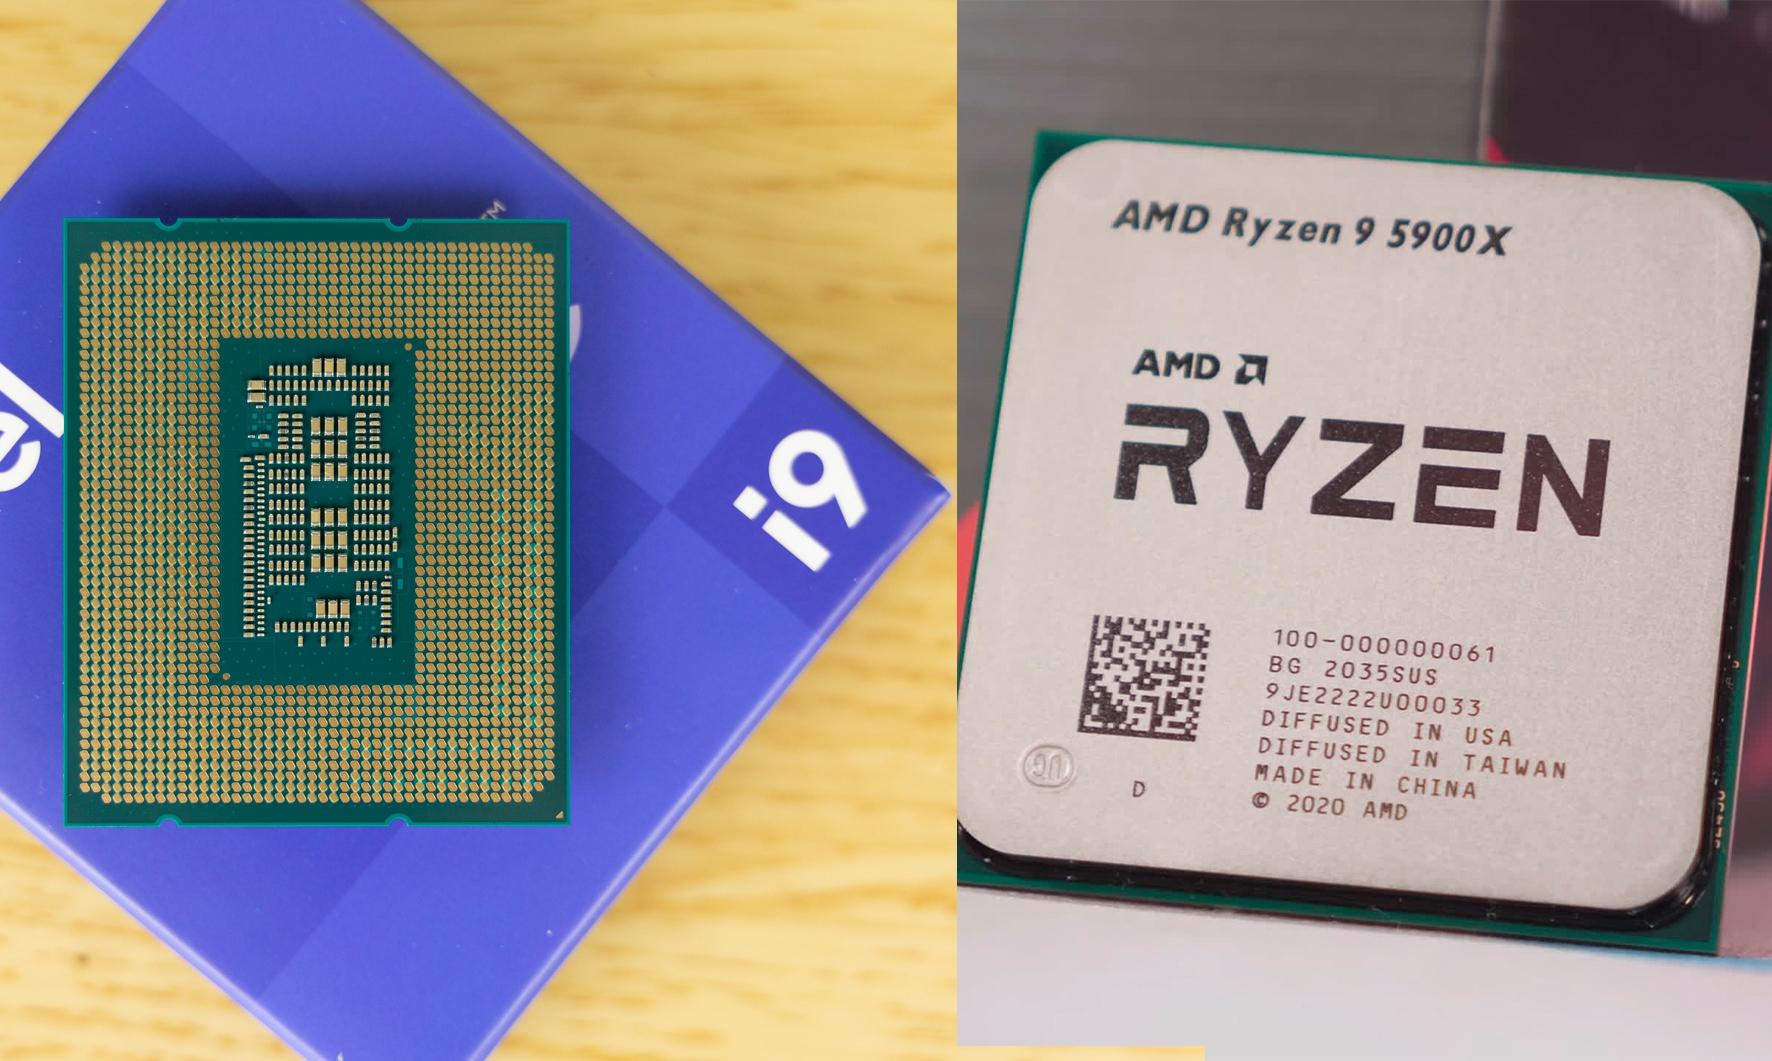 el
TM
i9
AMD Ryzen 9 5900X
AMD
RYZEN
100-000000061
BG 2035SUS
9JE2222U00033
DIFFUSED IN USA
DIFFUSED IN TAIWAN
MADE IN CHINA
© 2020 AMD
D